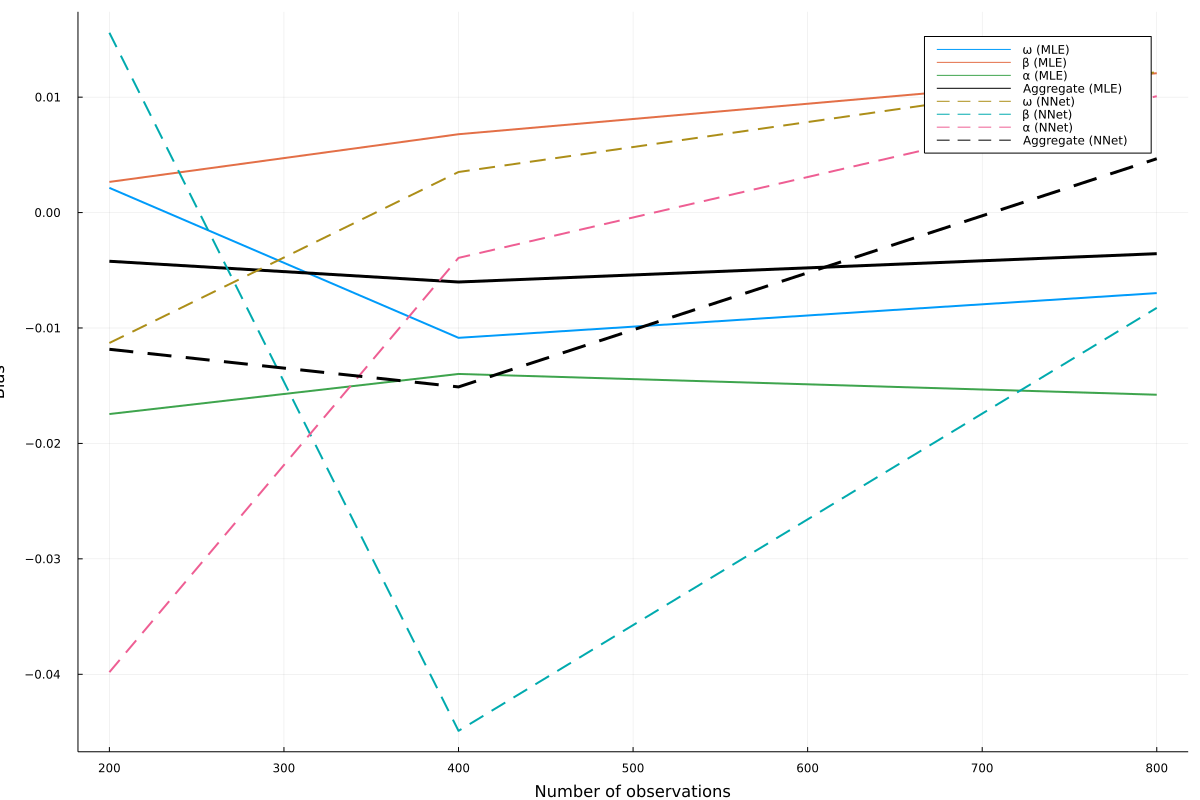 0.01
0.00
−0.01
−0.02
−0.03
−0.04
ω (MLE)
β (MLE)
α (MLE)
Aggregate (MLE)
ω (NNet)
β (NNet)
α (NNet)
Aggregate (NNet)
200 300 400 500 600 700 800
Number of observations